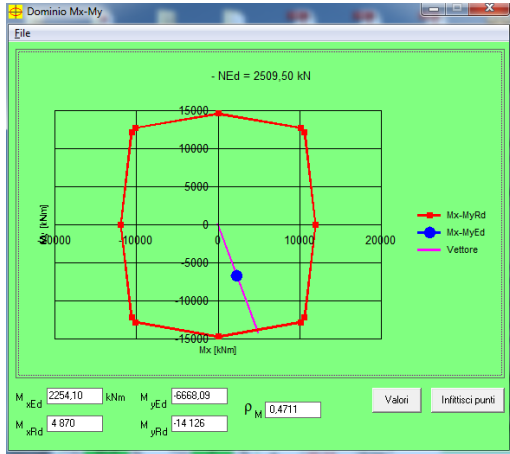 Dominio Mx-My
File
- NEd = 2509,50 kN
15000
10000
5000
0
-5000
-10000
-15000
-20000 -10000 0 10000 20000
My [kNm]
Mx [kNm]
Mx-MyRd
Mx-MyEd
Vettore
M xEd 2254,10 kNm M yEd -6668,09
ρ M 0,4711
M xRd 4 870 M yRd -14 126
Valori
Infittisci punti